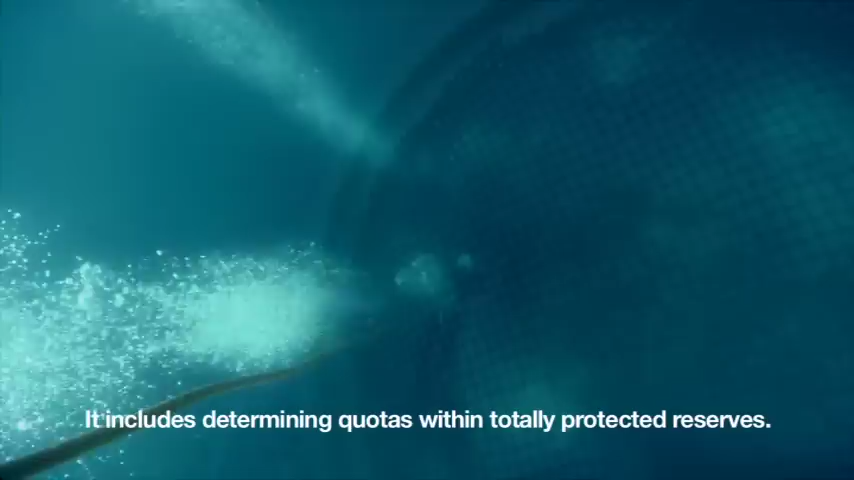 It includes determining quotas within totally protected reserves.